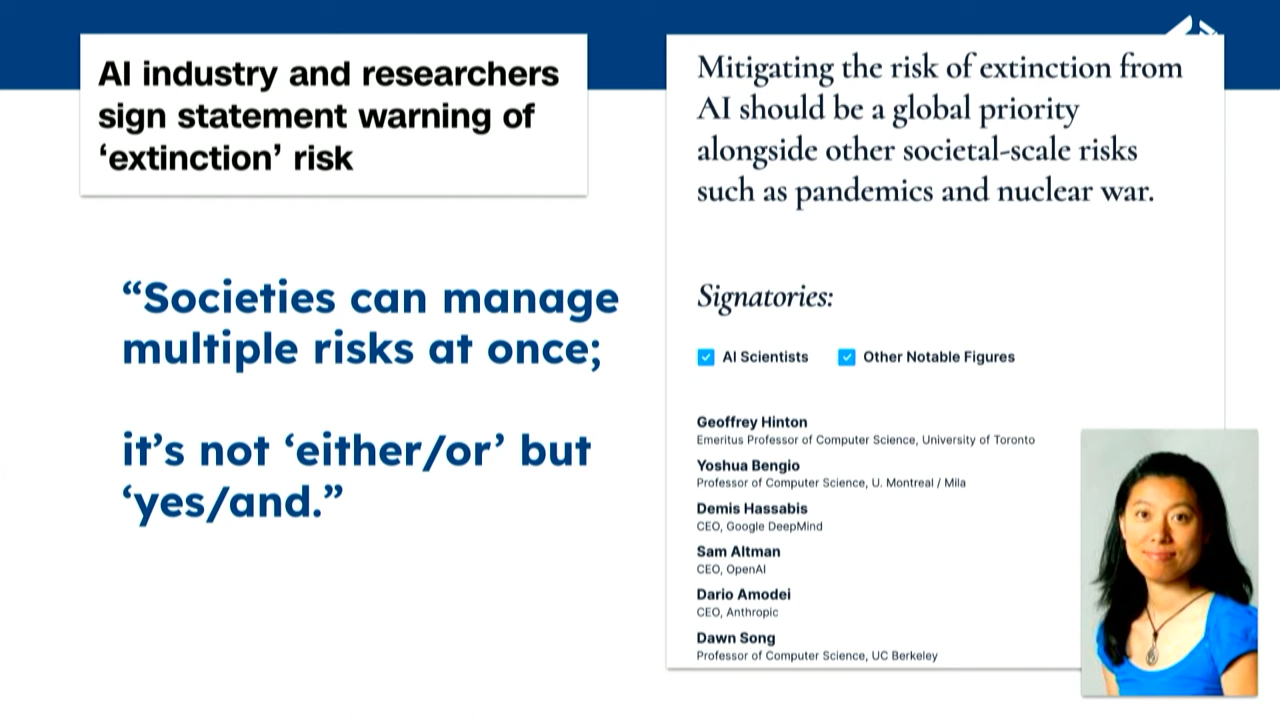 AI industry and researchers
sign statement warning of
‘extinction’ risk
“Societies can manage
multiple risks at once;
it’s not ‘either/or’ but
‘yes/and.”
Mitigating the risk of extinction from
AI should be a global priority
alongside other societal-scale risks
such as pandemics and nuclear war.
Signatories:
AI Scientists Other Notable Figures
Geoffrey Hinton
Emeritus Professor of Computer Science, University of Toronto
Yoshua Bengio
Professor of Computer Science, U. Montreal / Mila
Demis Hassabis
CEO, Google DeepMind
Sam Altman
CEO, OpenAI
Dario Amodei
CEO, Anthropic
Dawn Song
Professor of Computer Science, UC Berkeley